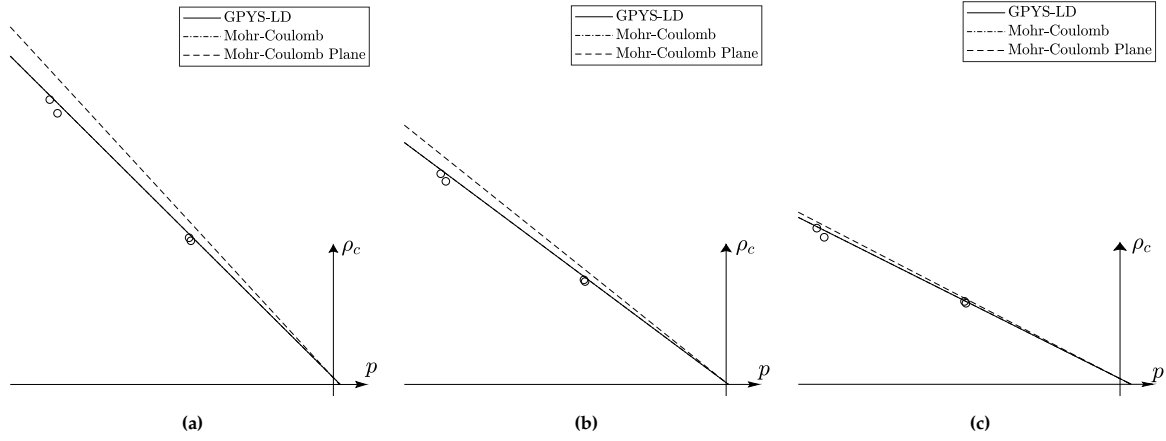 GPYS-LD
Mohr-Coulomb
Mohr-Coulomb Plane
ρc
p
(a)
GPYS-LD
Mohr-Coulomb
Mohr-Coulomb Plane
ρc
p
(b)
GPYS-LD
Mohr-Coulomb
Mohr-Coulomb Plane
ρc
p
(c)